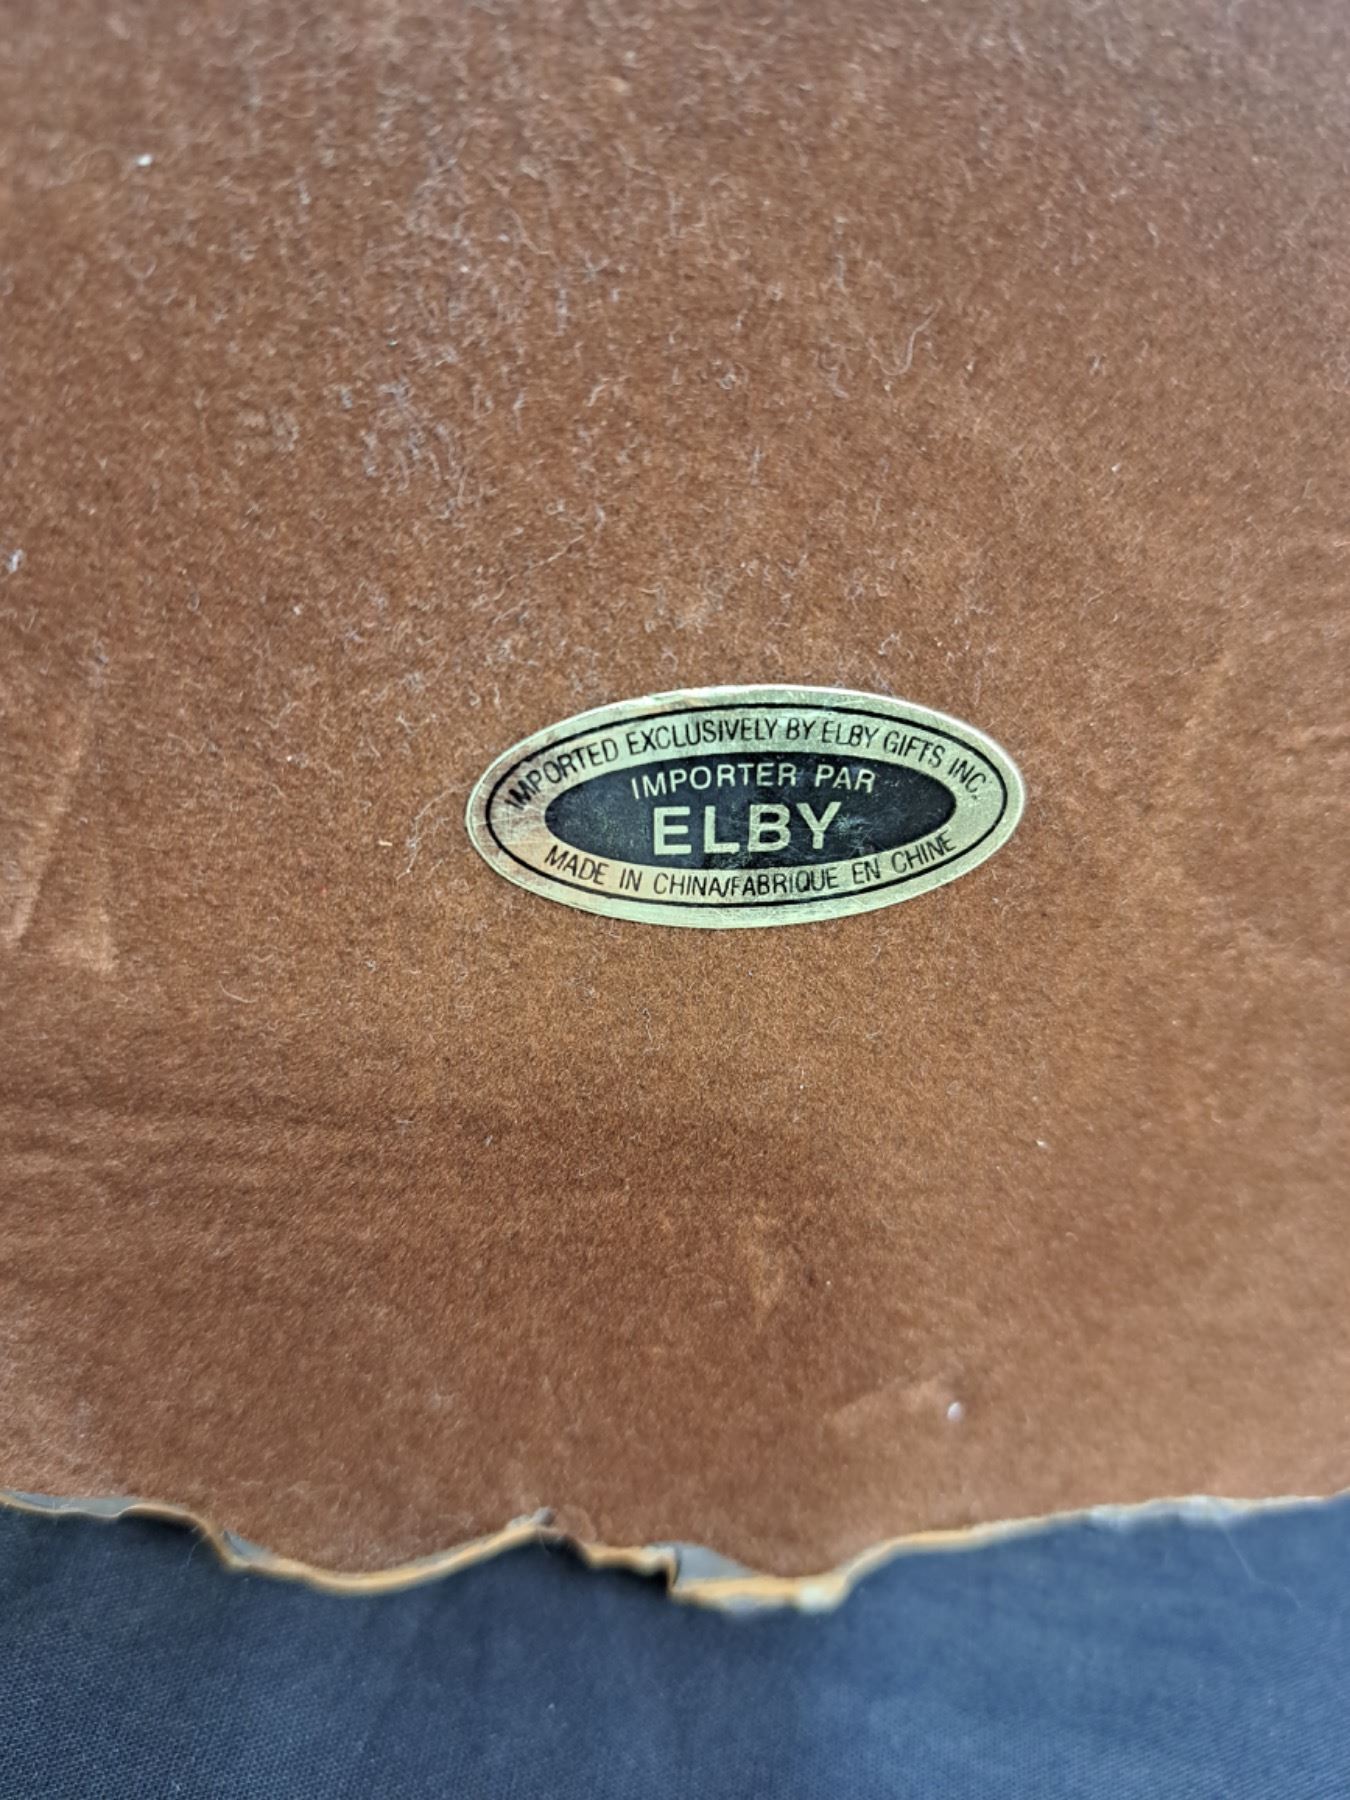 IMPORTED EXCLUSIVELY BY ELBY GIFTS INC.
IMPORTER PAR
ELBY
MADE IN CHINA/FABRIQUE EN CHINE